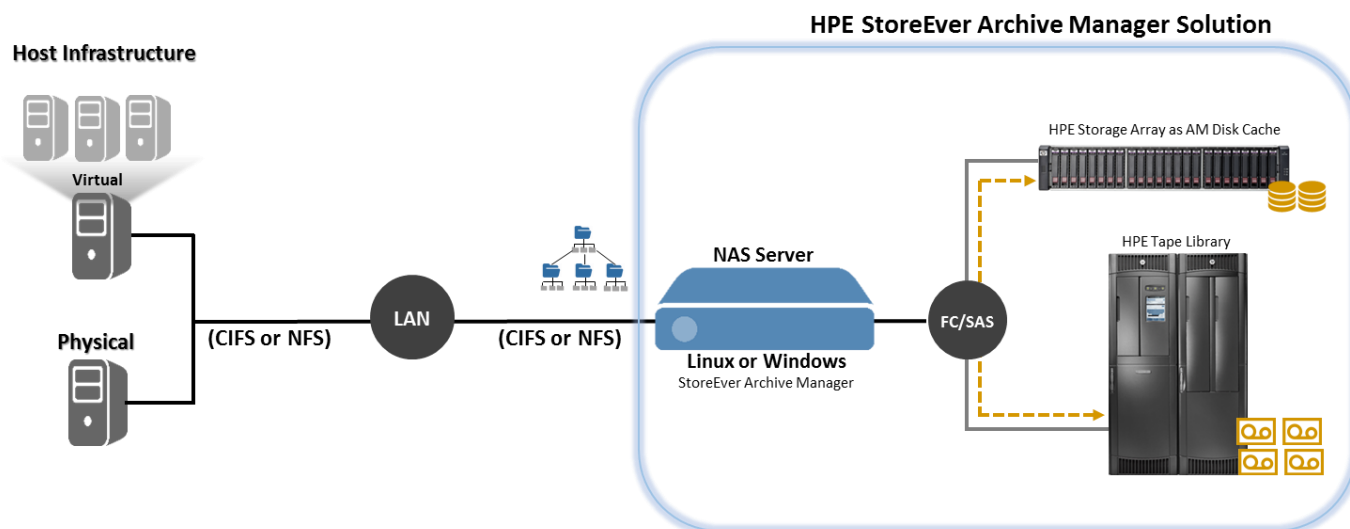 HPE StoreEver Archive Manager Solution
Host Infrastructure
Virtual
Physical
(CIFS or NFS)
LAN
(CIFS or NFS)
NAS Server
Linux or Windows
StoreEver Archive Manager
FC/SAS
HPE Storage Array as AM Disk Cache
HPE Tape Library